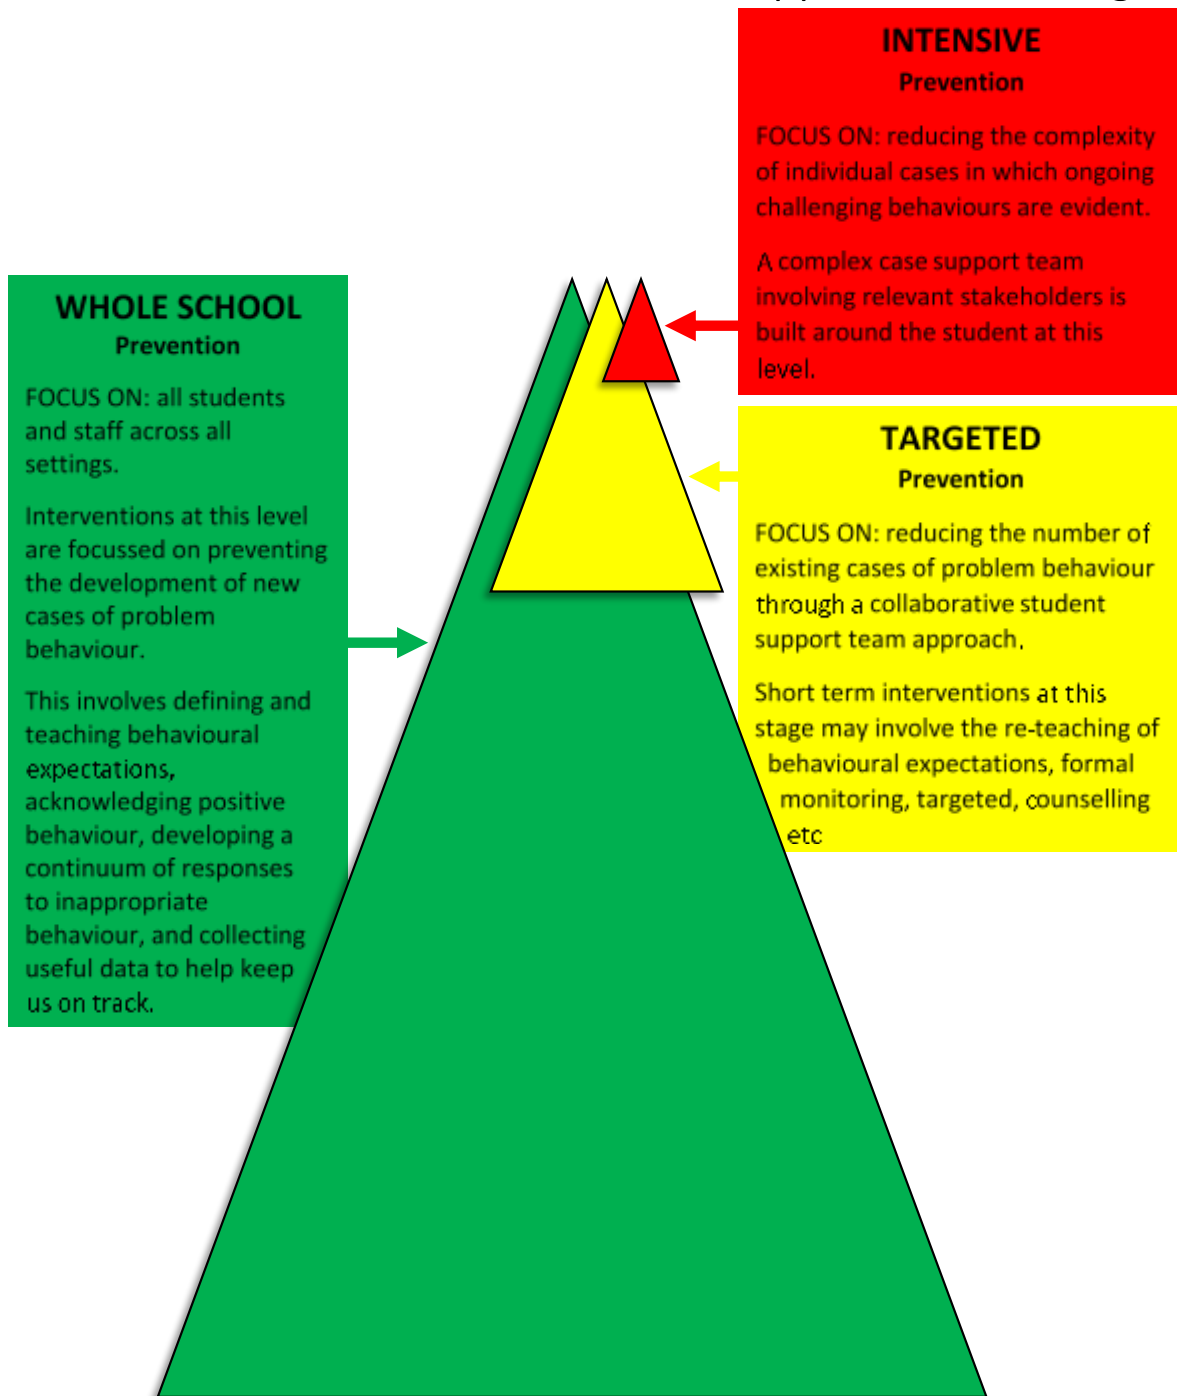 WHOLE SCHOOL
Prevention
FOCUS ON: all students
and staff across all
settings.
Interventions at this level
are focussed on preventing
the development of new
cases of problem
behaviour.
This involves defining and
teaching behavioural
expectations,
acknowledging positive
behaviour, developing a
continuum of responses
to inappropriate
behaviour, and collecting
useful data to help keep
us on track.
INTENSIVE
Prevention
FOCUS ON: reducing the complexity
of individual cases in which ongoing
challenging behaviours are evident.
A complex case support team
involving relevant stakeholders is
built around the student at this
level.
TARGETED
Prevention
FOCUS ON: reducing the number of
existing cases of problem behaviour
through a collaborative student
support team approach.
Short term interventions at this
stage may involve the re-teaching of
behavioural expectations, formal
monitoring, targeted, counselling
etc